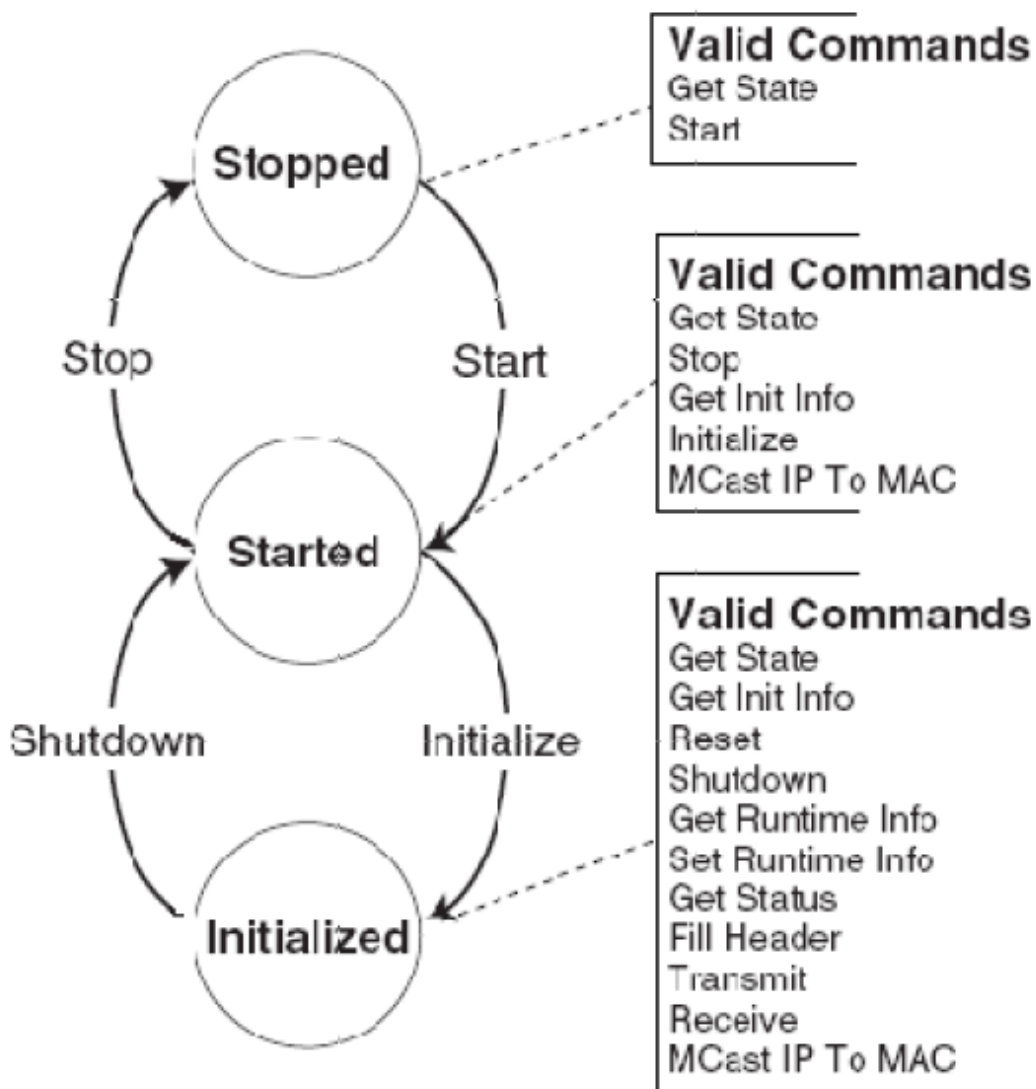 Stopped
Stop
Start
Started
Shutdown
Initialize
Initialized
Valid Commands
Get State
Start
Valid Commands
Get State
Stop
Get Init Info
Initialize
MCast IP To MAC
Valid Commands
Get State
Get Init Info
Reset
Shutdown
Get Runtime Info
Set Runtime Info
Get Status
Fill Header
Transmit
Receive
MCast IP To MAC